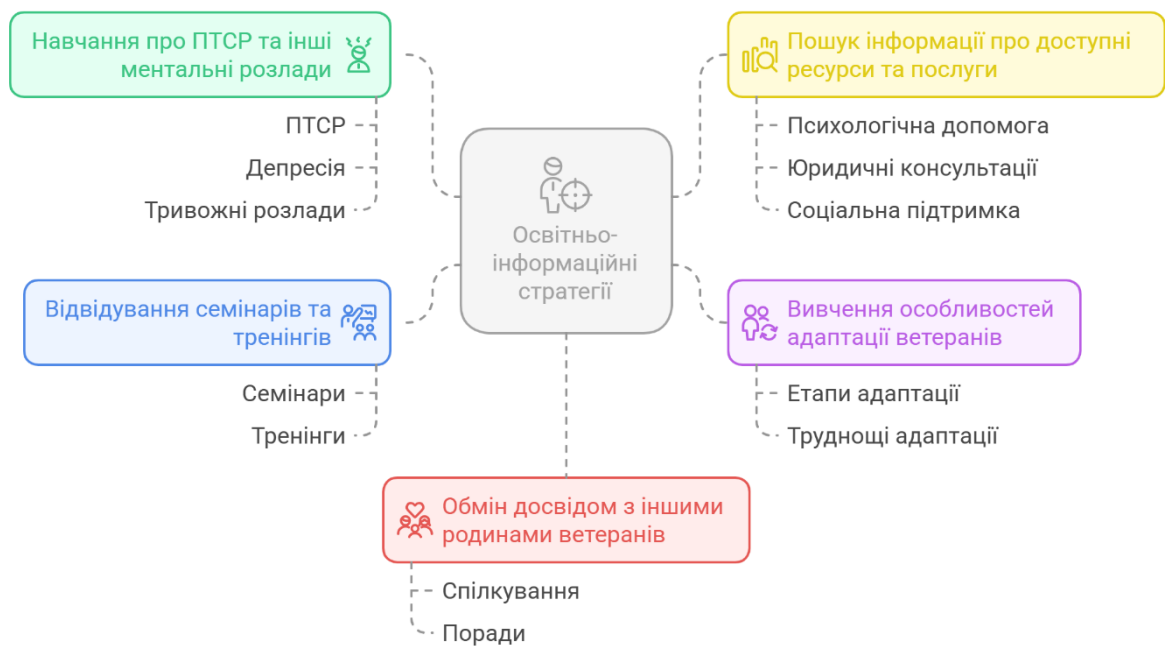 Навчання про ПТСР та інші
ментальні розлади
ПТСР
Депресія
Тривожні розлади
Пошук інформації про доступні
ресурси та послуги
Психологічна допомога
Юридичні консультації
Соціальна підтримка
Освітньо-
інформаційні
стратегії
Відвідування семінарів та
тренінгів
Семінари
Тренінги
Вивчення особливостей
адаптації ветеранів
Етапи адаптації
Труднощі адаптації
Обмін досвідом з іншими
родинами ветеранів
Спілкування
Поради